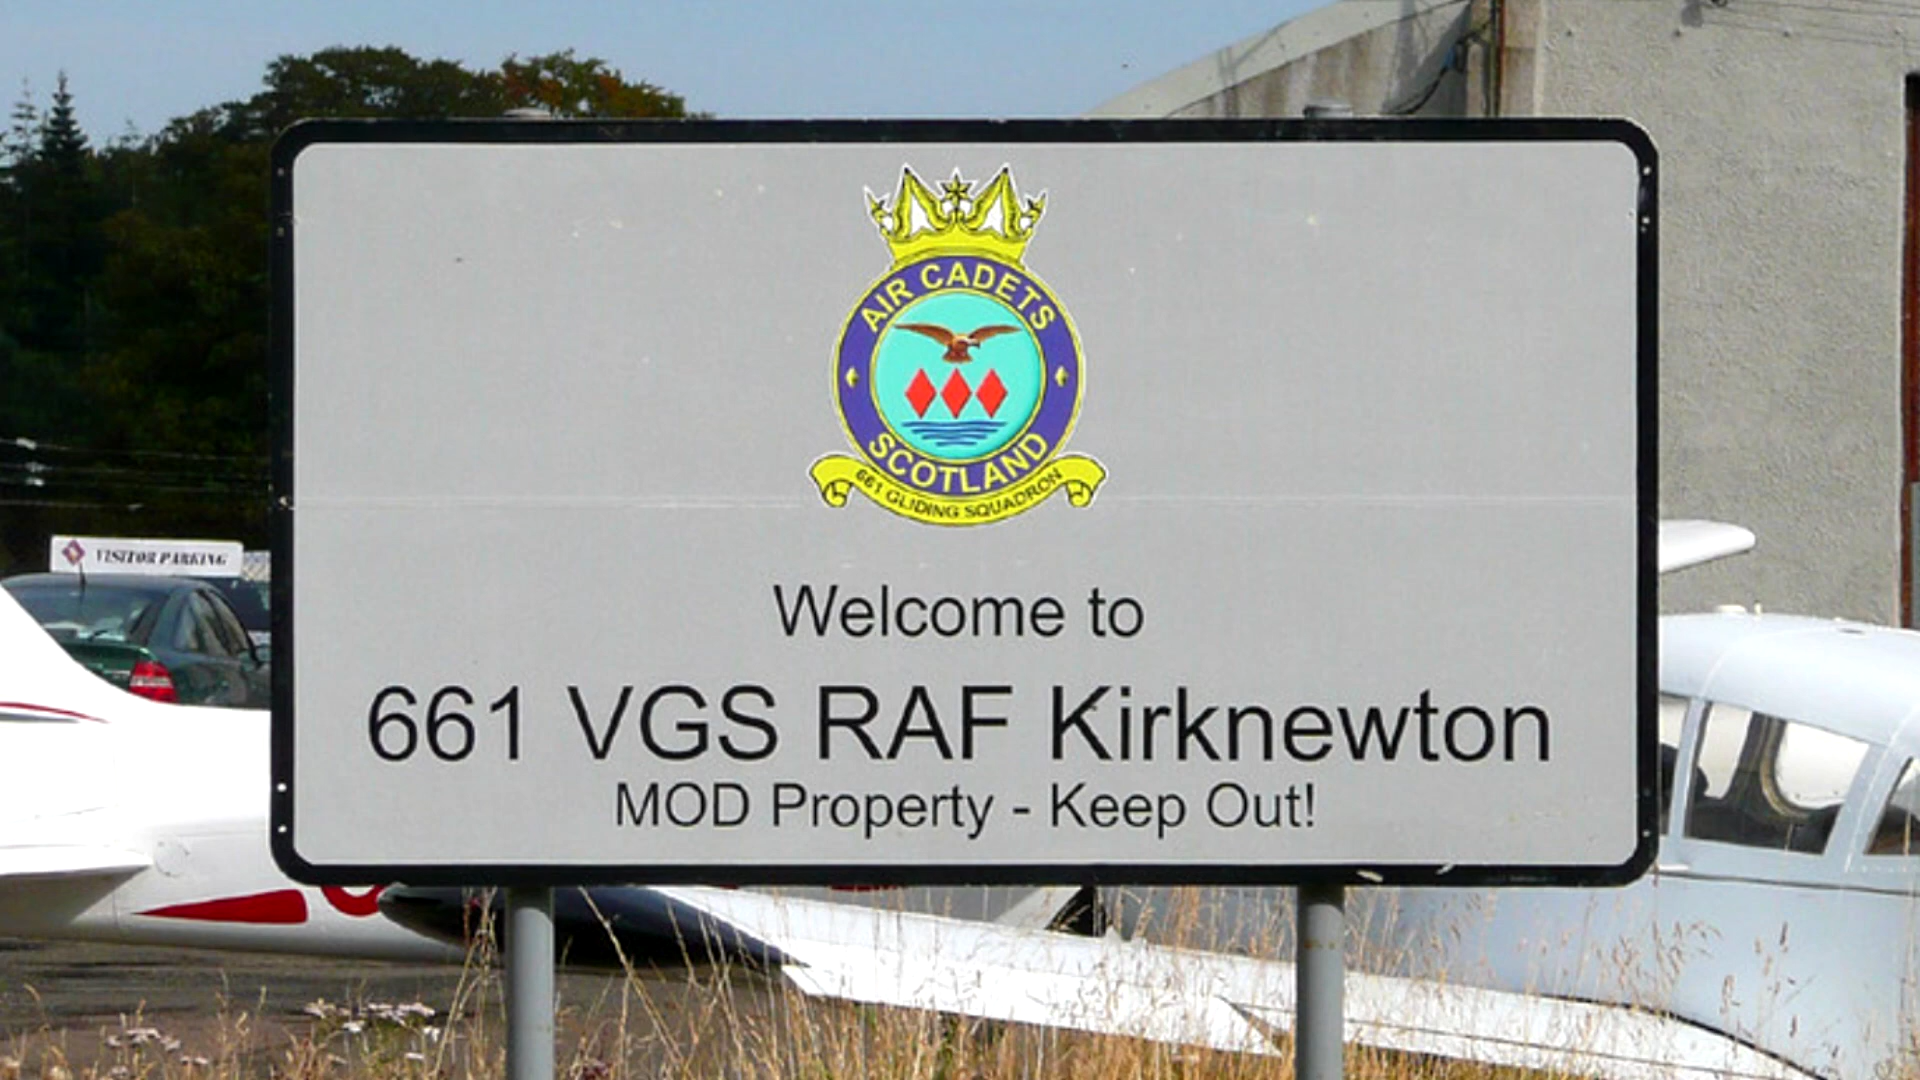 AIR CADETS
SCOTLAND
661 GLIDING SQUADRON
VISITOR PARKING
Welcome to
661 VGS RAF Kirknewton
MOD Property - Keep Out!